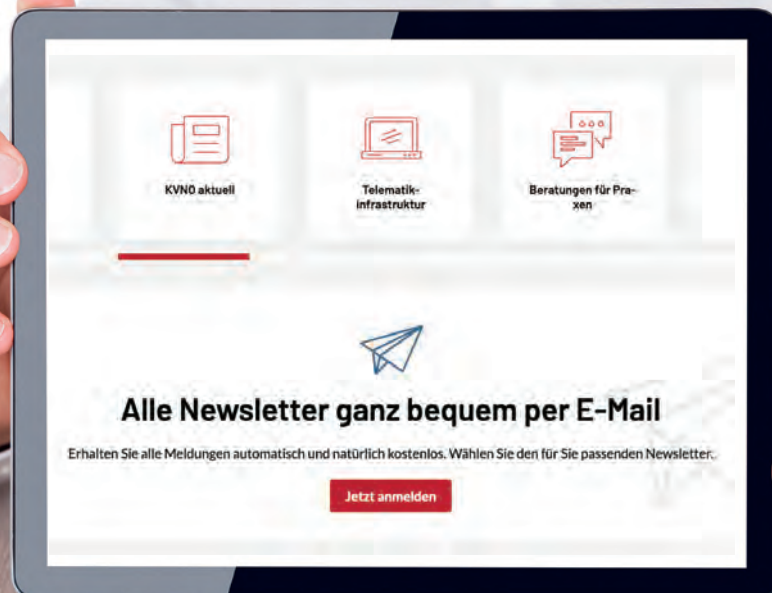 KVNO aktuell
Telematik-
infrastruktur
Beratungen für Pra-
xen
Alle Newsletter ganz bequem per E-Mail
Erhalten Sie alle Meldungen automatisch und natürlich kostenlos. Wählen Sie den für Sie passenden Newsletter.
Jetzt anmelden